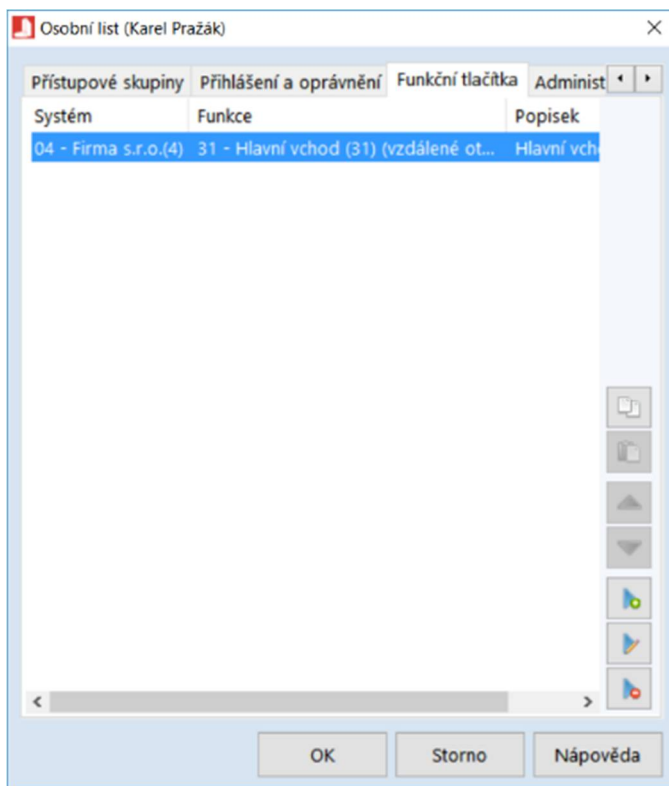 Osobní list (Karel Pražák)
Přístupové skupiny Přihlášení a oprávnění Funkční tlačítka Administ
Systém Funkce Popisek
04 - Firma s.r.o.(4) 31 - Hlavní vchod (31) (vzdálené ot... Hlavní vch
OK Storno Nápověda